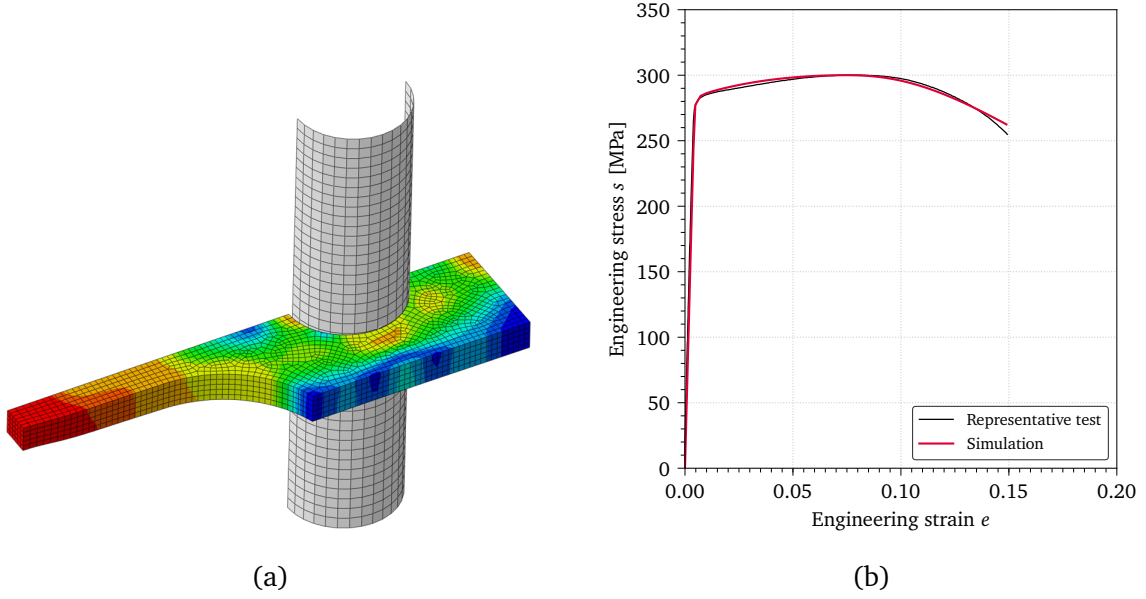 350
300
250
200
150
100
50
0
Engineering stress s [MPa]
Representative test
Simulation
0.00 0.05 0.10 0.15 0.20
Engineering strain e
(a) (b)